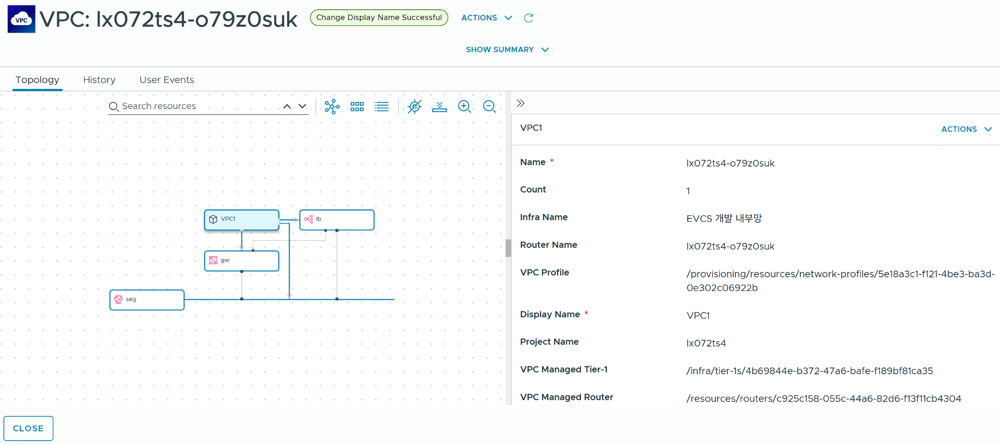 VPC
VPC: lx072ts4-o79z0suk
Change Display Name Successful
ACTIONS
SHOW SUMMARY
Topology
History
User Events
Search resources
VPC1
lb
gw
seg
VPC1
ACTIONS
Name *
lx072ts4-o79z0suk
Count
1
Infra Name
EVCS 개발 내부망
Router Name
lx072ts4-o79z0suk
VPC Profile
/provisioning/resources/network-profiles/5e18a3c1-f121-4be3-ba3d-
0e302c06922b
Display Name *
VPC1
Project Name
lx072ts4
VPC Managed Tier-1
/infra/tier-1s/4b69844e-b372-47a6-bafe-f189bf81ca35
VPC Managed Router
/resources/routers/c925c158-055c-44a6-82d6-f13f11cb4304
CLOSE